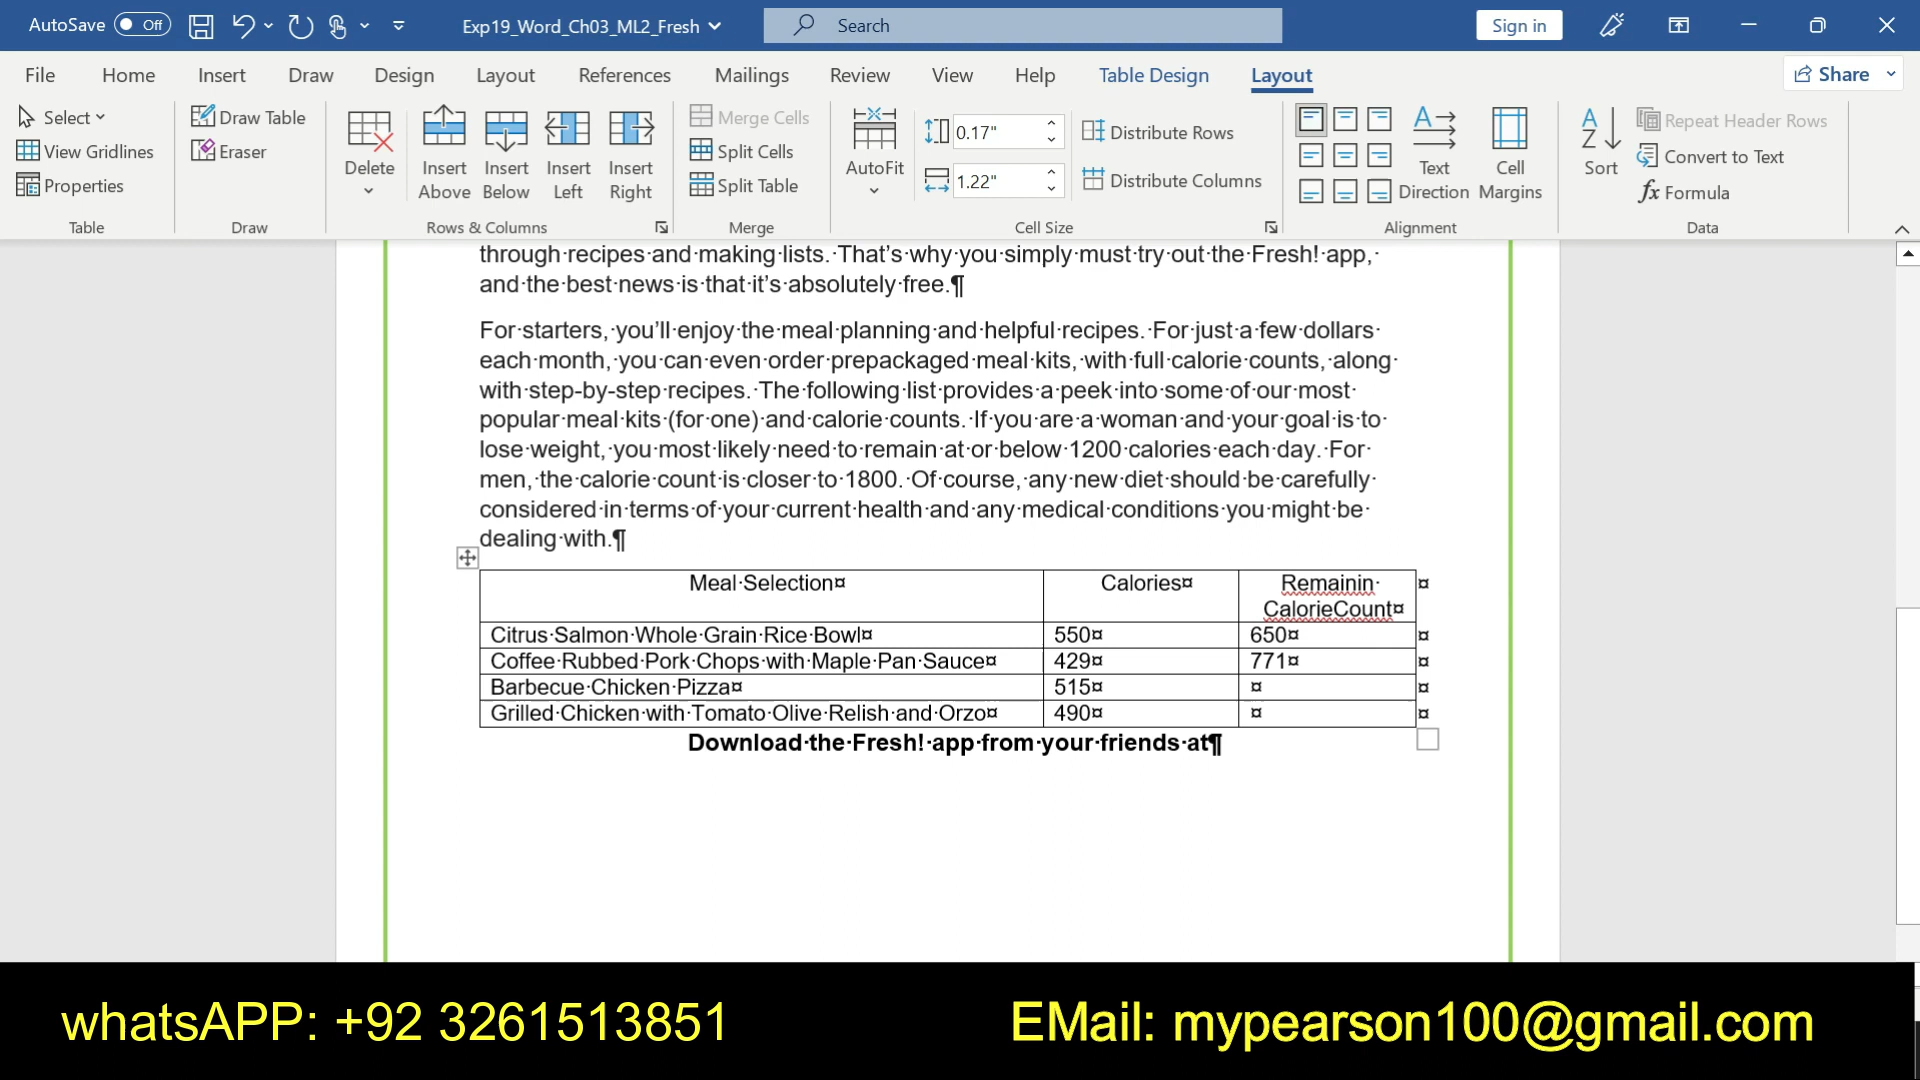 AutoSave Off Exp19_Word_Ch03_ML2_Fresh Search Sign in
File Home Insert Draw Design Layout References Mailings Review View Help Table Design Layout Share
Select
View Gridlines
Properties
Table
Draw Table
Eraser
Draw
Delete
Insert Above
Insert Below
Insert Left
Insert Right
Rows & Columns
Merge Cells
Split Cells
Split Table
Merge
AutoFit
0.17"
1.22"
Distribute Rows
Distribute Columns
Cell Size
Text Direction
Cell Margins
Alignment
A Z Sort
Repeat Header Rows
Convert to Text
fx Formula
Data
through·recipes·and·making·lists.·That’s·why·you·simply·must·try·out·the·Fresh!·app,·
and·the·best·news·is·that·it’s·absolutely·free.¶
For·starters,·you’ll·enjoy·the·meal·planning·and·helpful·recipes.·For·just·a·few·dollars·
each·month,·you·can·even·order·prepackaged·meal·kits,·with·full·calorie·counts,·along·
with·step-by-step·recipes.·The·following·list·provides·a·peek·into·some·of·our·most·
popular·meal·kits·(for·one)·and·calorie·counts.·If·you·are·a·woman·and·your·goal·is·to·
lose·weight,·you·most·likely·need·to·remain·at·or·below·1200·calories·each·day.·For·
men,·the·calorie·count·is·closer·to·1800.·Of·course,·any·new·diet·should·be·carefully·
considered·in·terms·of·your·current·health·and·any·medical·conditions·you·might·be·
dealing·with.¶
Meal·Selection¤ Calories¤ Remainin· ¤
CalorieCount¤
Citrus·Salmon·Whole·Grain·Rice·Bowl¤ 550¤ 650¤ ¤
Coffee·Rubbed·Pork·Chops·with·Maple·Pan·Sauce¤ 429¤ 771¤ ¤
Barbecue·Chicken·Pizza¤ 515¤ ¤ ¤
Grilled·Chicken·with·Tomato·Olive·Relish·and·Orzo¤ 490¤ ¤ ¤
Download·the·Fresh!·app·from·your·friends·at¶
whatsAPP: +92 3261513851 EMail: mypearson100@gmail.com